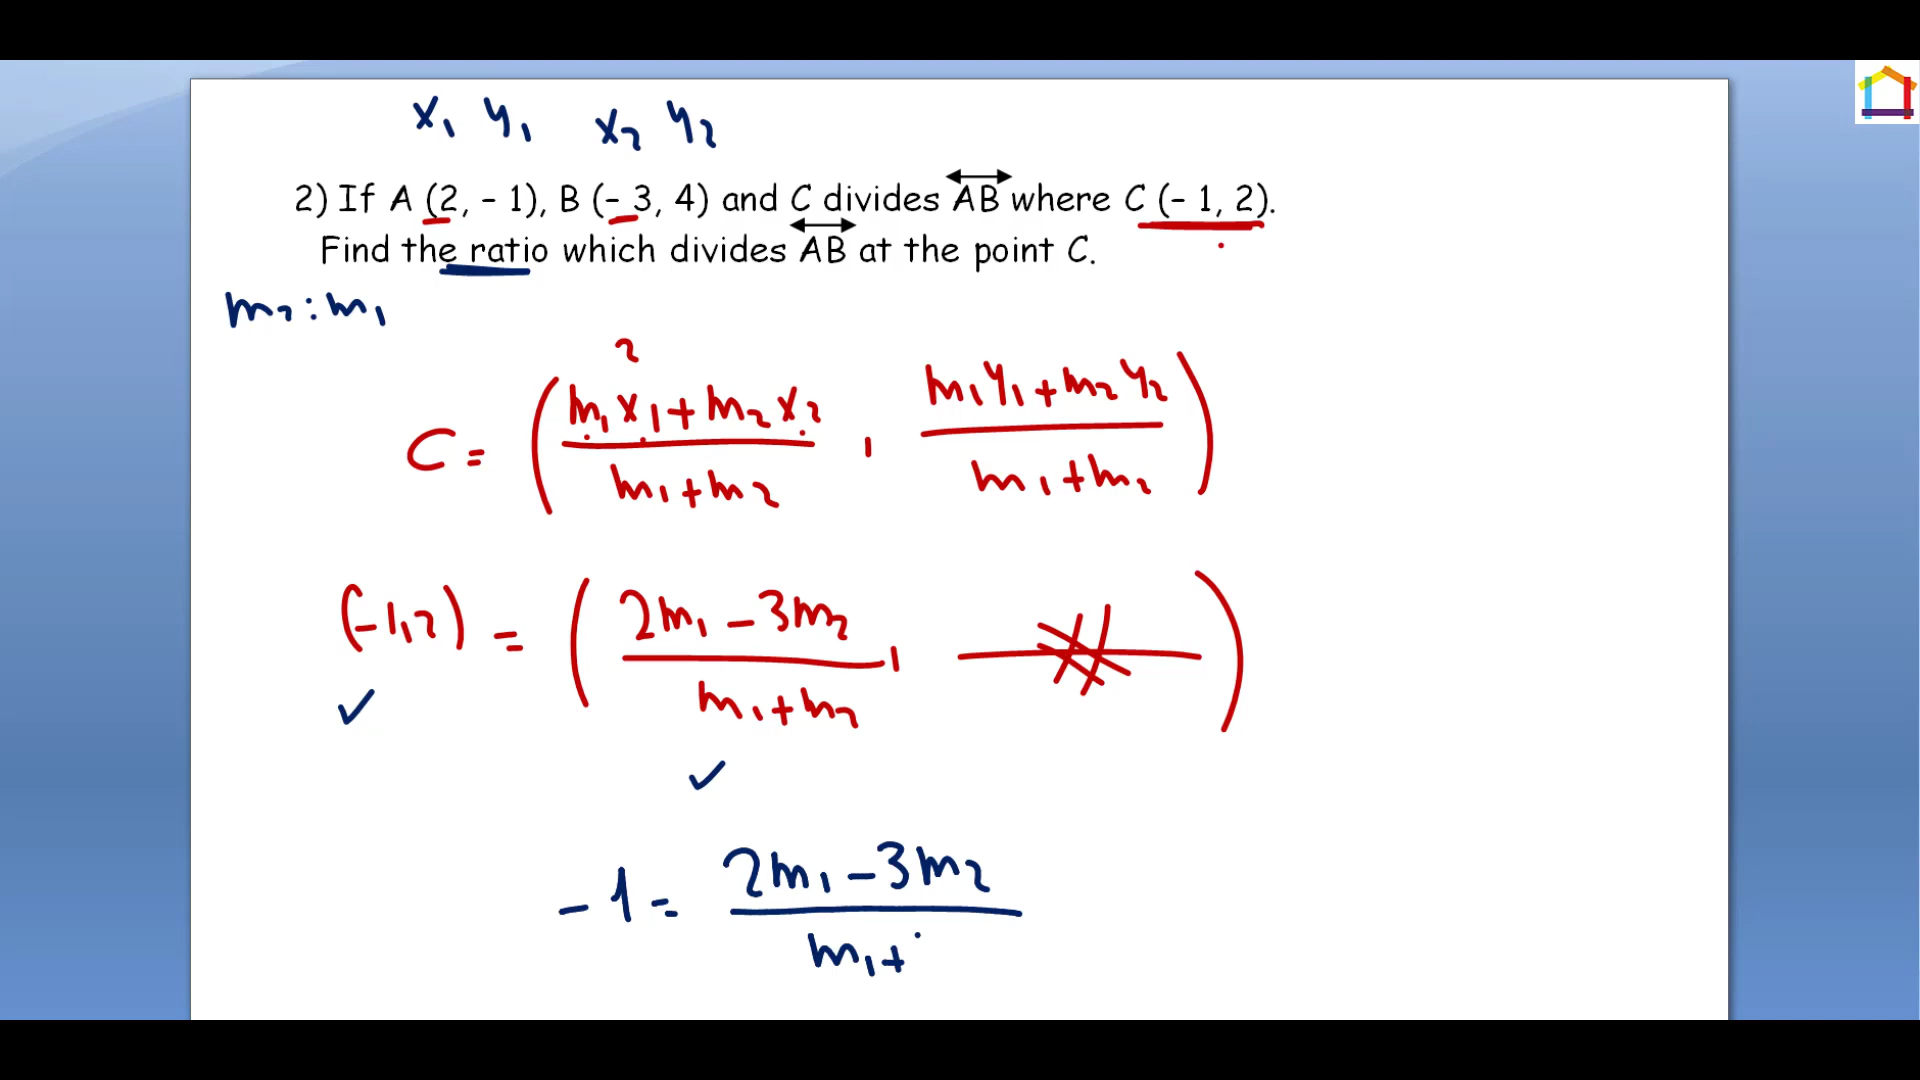 x₁ y₁ x₂ y₂
2) If A (2, – 1), B (– 3, 4) and C divides AB where C (– 1, 2).
Find the ratio which divides AB at the point C.
m₂ : m₁
2
C = ( m₁x₁ + m₂x₂ / m₁ + m₂ , m₁y₁ + m₂y₂ / m₁ + m₂ )
(-1,2) = ( 2m₁ - 3m₂ / m₁ + m₂ , )
✓
✓
-1 = 2m₁ - 3m₂ / m₁ +